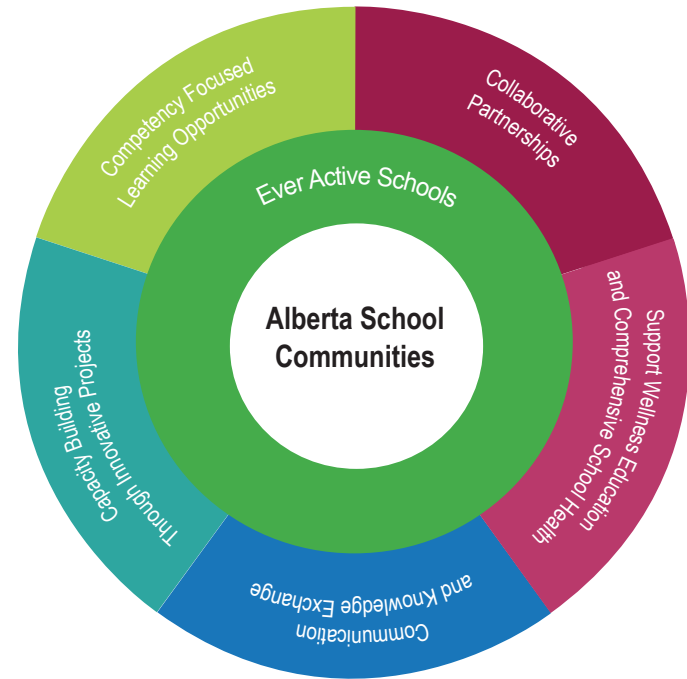 Competency Focused
Learning Opportunities
Collaborative
Partnerships
Ever Active Schools
Alberta School
Communities
Support Wellness Education
and Comprehensive School Health
Capacity Building
Through Innovative Projects
Communication
and Knowledge Exchange